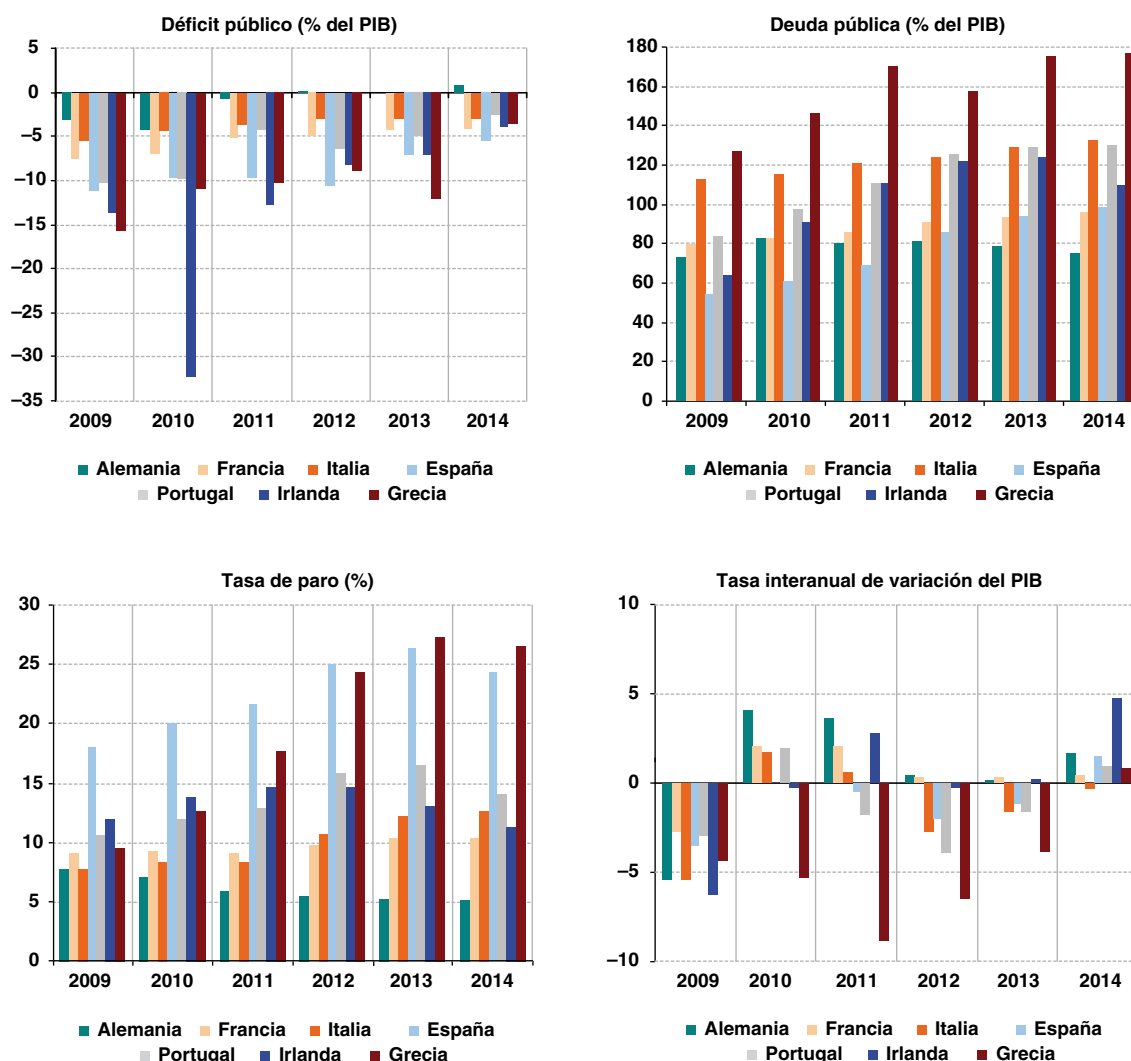 Déficit público (% del PIB)
5
0
–5
–10
–15
–20
–25
–30
–35
2009 2010 2011 2012 2013 2014
Alemania Francia Italia España
Portugal Irlanda Grecia
Deuda pública (% del PIB)
180
160
140
120
100
80
60
40
20
0
2009 2010 2011 2012 2013 2014
Alemania Francia Italia España
Portugal Irlanda Grecia
Tasa de paro (%)
30
25
20
15
10
5
0
2009 2010 2011 2012 2013 2014
Alemania Francia Italia España
Portugal Irlanda Grecia
Tasa interanual de variación del PIB
10
5
0
–5
–10
2009 2010 2011 2012 2013 2014
Alemania Francia Italia España
Portugal Irlanda Grecia